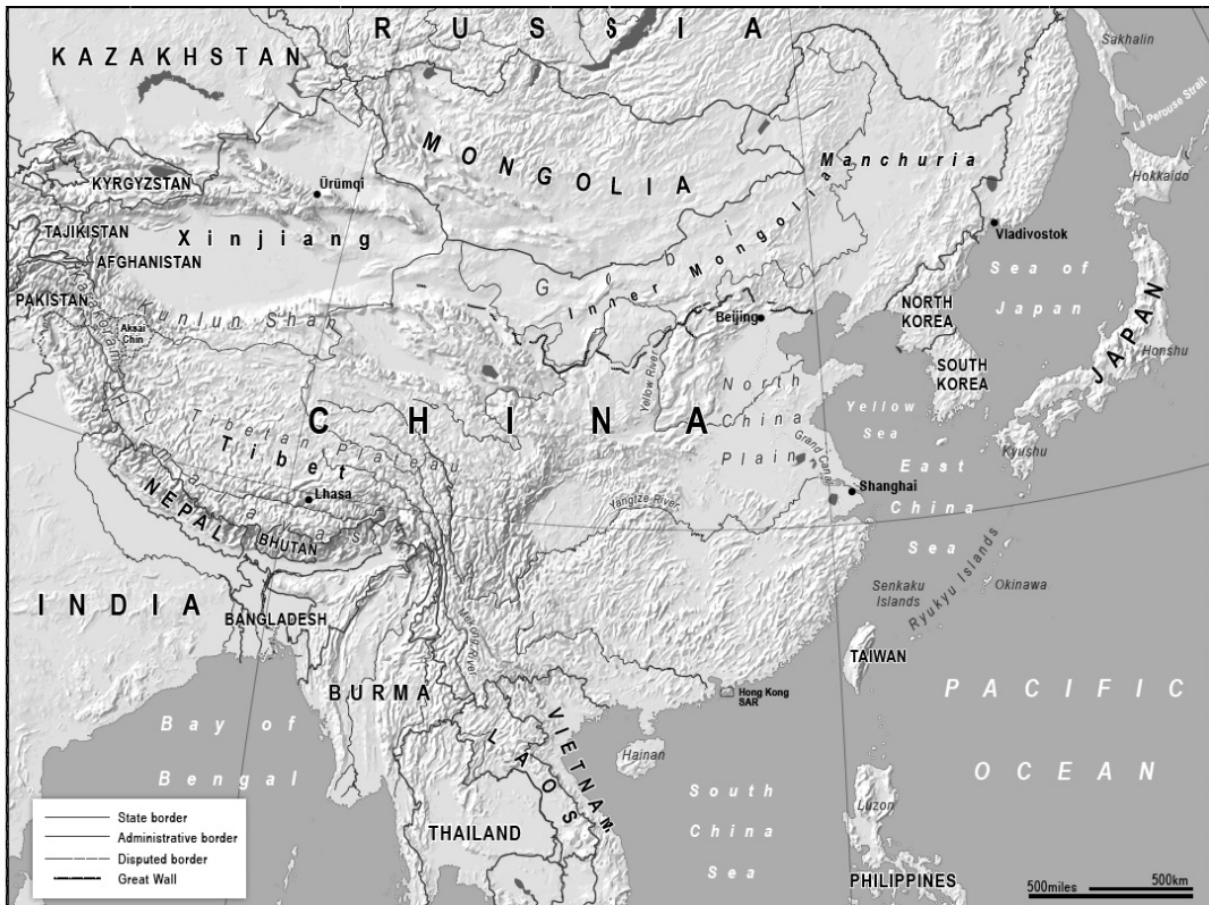 RUSSIA
KAZAKHSTAN
Sakhalin
La Perouse Strait
MONGOLIA
Manchuria
Hokkaido
KYRGYZSTAN
Ürümqi
Xinjiang
TAJIKISTAN
AFGHANISTAN
PAKISTAN
Gobi
Inner Mongolia
Vladivostok
Sea of
Japan
JAPAN
Honshu
Karakoram
Kunlun Shan
Aksai
Chin
Beijing
NORTH
KOREA
SOUTH
KOREA
Yellow River
CHINA
North
China
Plain
Grand Canal
Yellow
Sea
Kyushu
Himalayas
Tibetan Plateau
Tibet
Lhasa
NEPAL
BHUTAN
Yangtze River
Shanghai
East
China
Sea
Senkaku
Islands
Ryukyu Islands
Okinawa
INDIA
BANGLADESH
Mekong River
TAIWAN
BURMA
Hong Kong
SAR
PACIFIC
OCEAN
Bay of
Bengal
LAOS
VIETNAM
Hainan
South
China
Sea
Luzon
THAILAND
PHILIPPINES
State border
Administrative border
Disputed border
Great Wall
500miles
500km